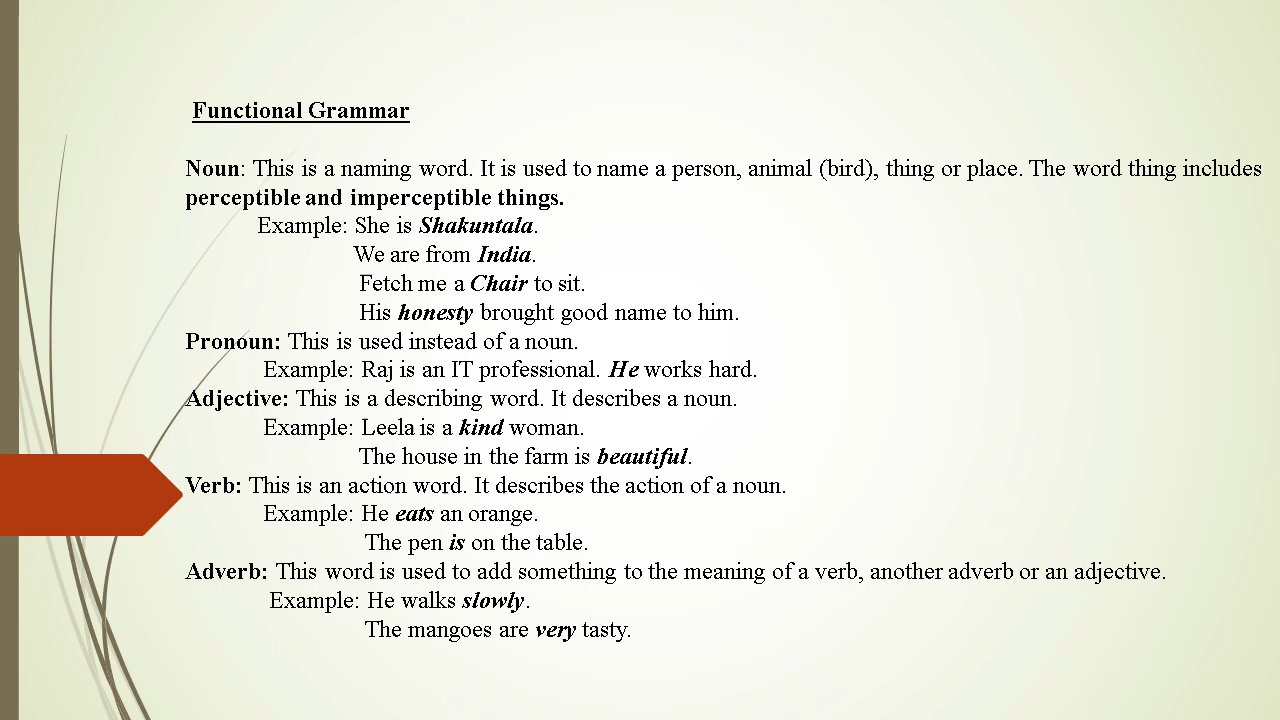 Functional Grammar
Noun: This is a naming word. It is used to name a person, animal (bird), thing or place. The word thing includes
perceptible and imperceptible things.
Example: She is Shakuntala.
We are from India.
Fetch me a Chair to sit.
His honesty brought good name to him.
Pronoun: This is used instead of a noun.
Example: Raj is an IT professional. He works hard.
Adjective: This is a describing word. It describes a noun.
Example: Leela is a kind woman.
The house in the farm is beautiful.
Verb: This is an action word. It describes the action of a noun.
Example: He eats an orange.
The pen is on the table.
Adverb: This word is used to add something to the meaning of a verb, another adverb or an adjective.
Example: He walks slowly.
The mangoes are very tasty.